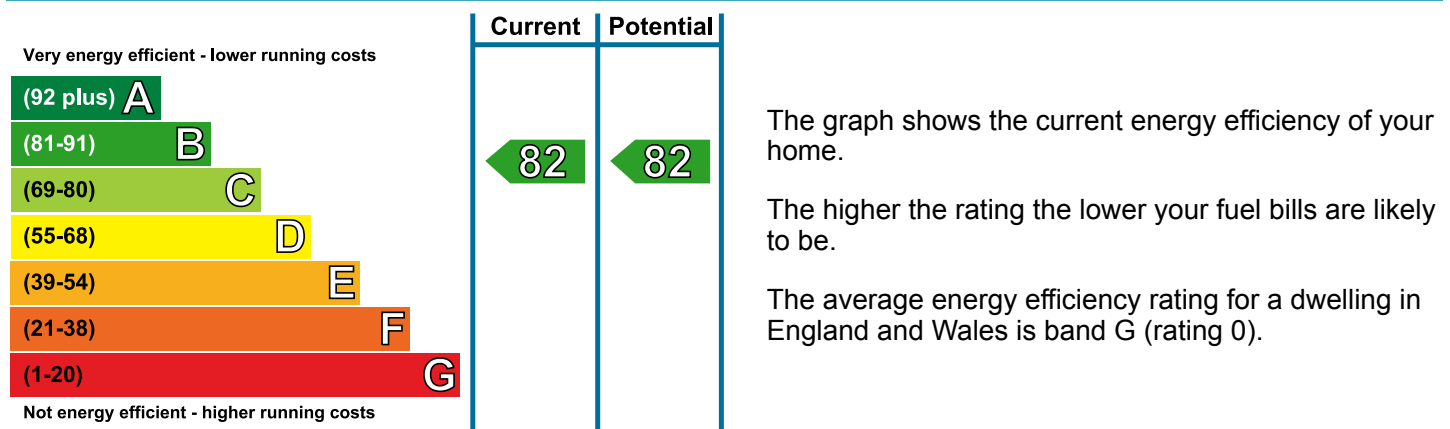 Current Potential
Very energy efficient - lower running costs
(92 plus) A
(81-91) B
(69-80) C
(55-68) D
(39-54) E
(21-38) F
(1-20) G
Not energy efficient - higher running costs
82 82
The graph shows the current energy efficiency of your
home.
The higher the rating the lower your fuel bills are likely
to be.
The average energy efficiency rating for a dwelling in
England and Wales is band G (rating 0).